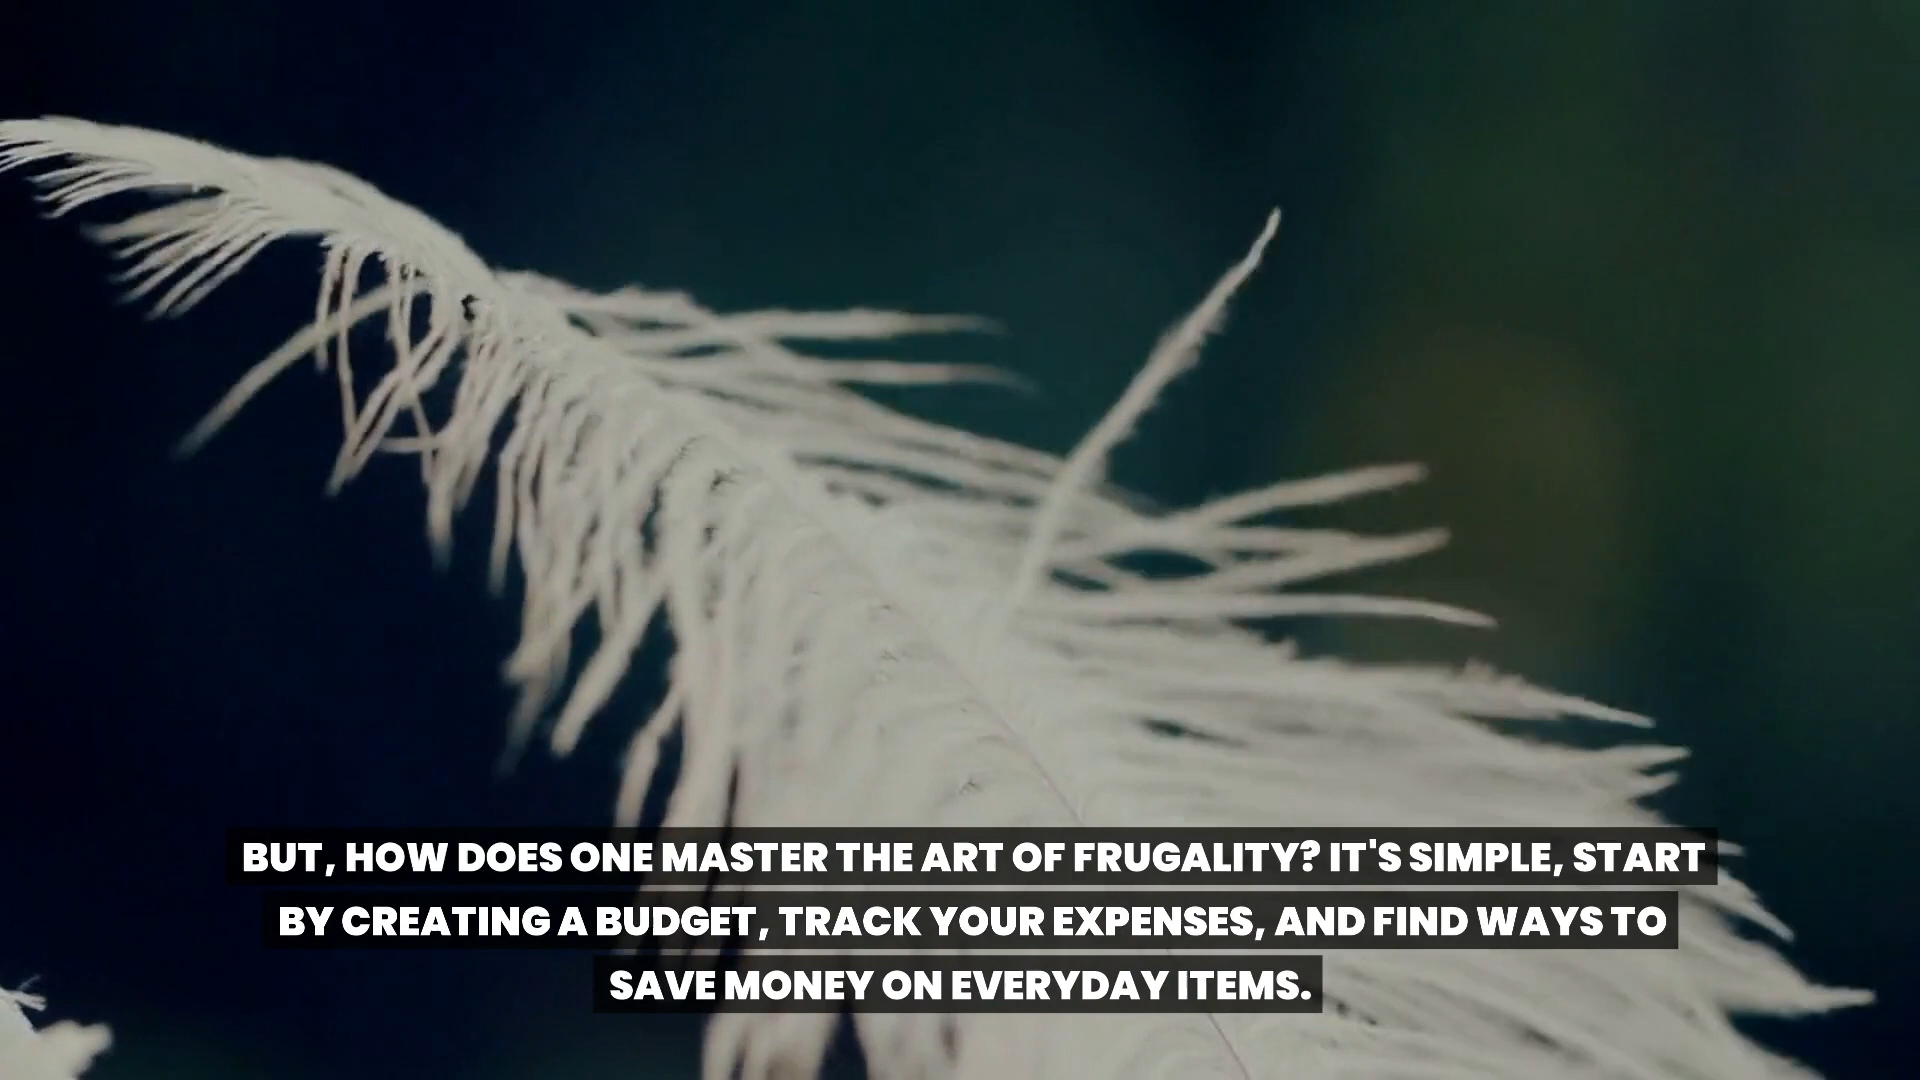 BUT, HOW DOES ONE MASTER THE ART OF FRUGALITY? IT'S SIMPLE, START
BY CREATING A BUDGET, TRACK YOUR EXPENSES, AND FIND WAYS TO
SAVE MONEY ON EVERYDAY ITEMS.